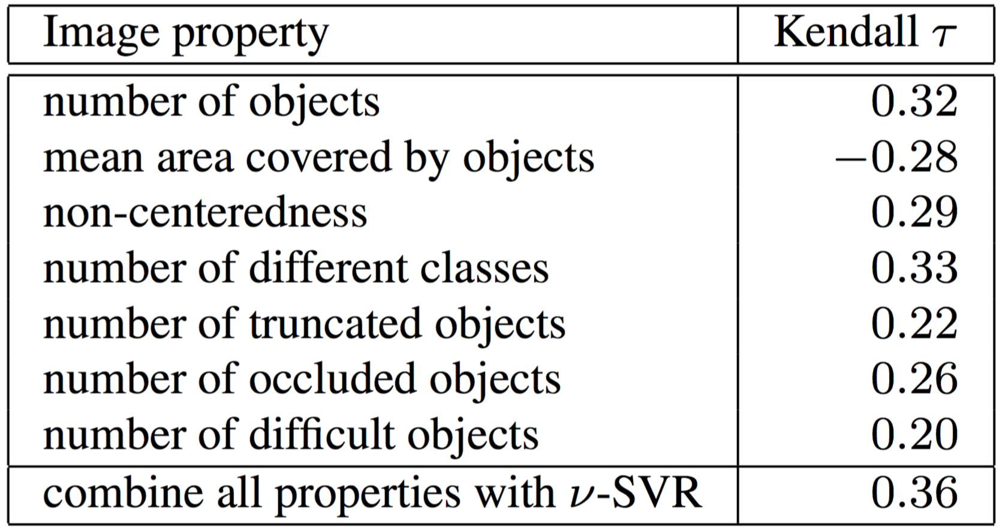 Image property Kendall τ
number of objects 0.32
mean area covered by objects −0.28
non-centeredness 0.29
number of different classes 0.33
number of truncated objects 0.22
number of occluded objects 0.26
number of difficult objects 0.20
combine all properties with ν-SVR 0.36